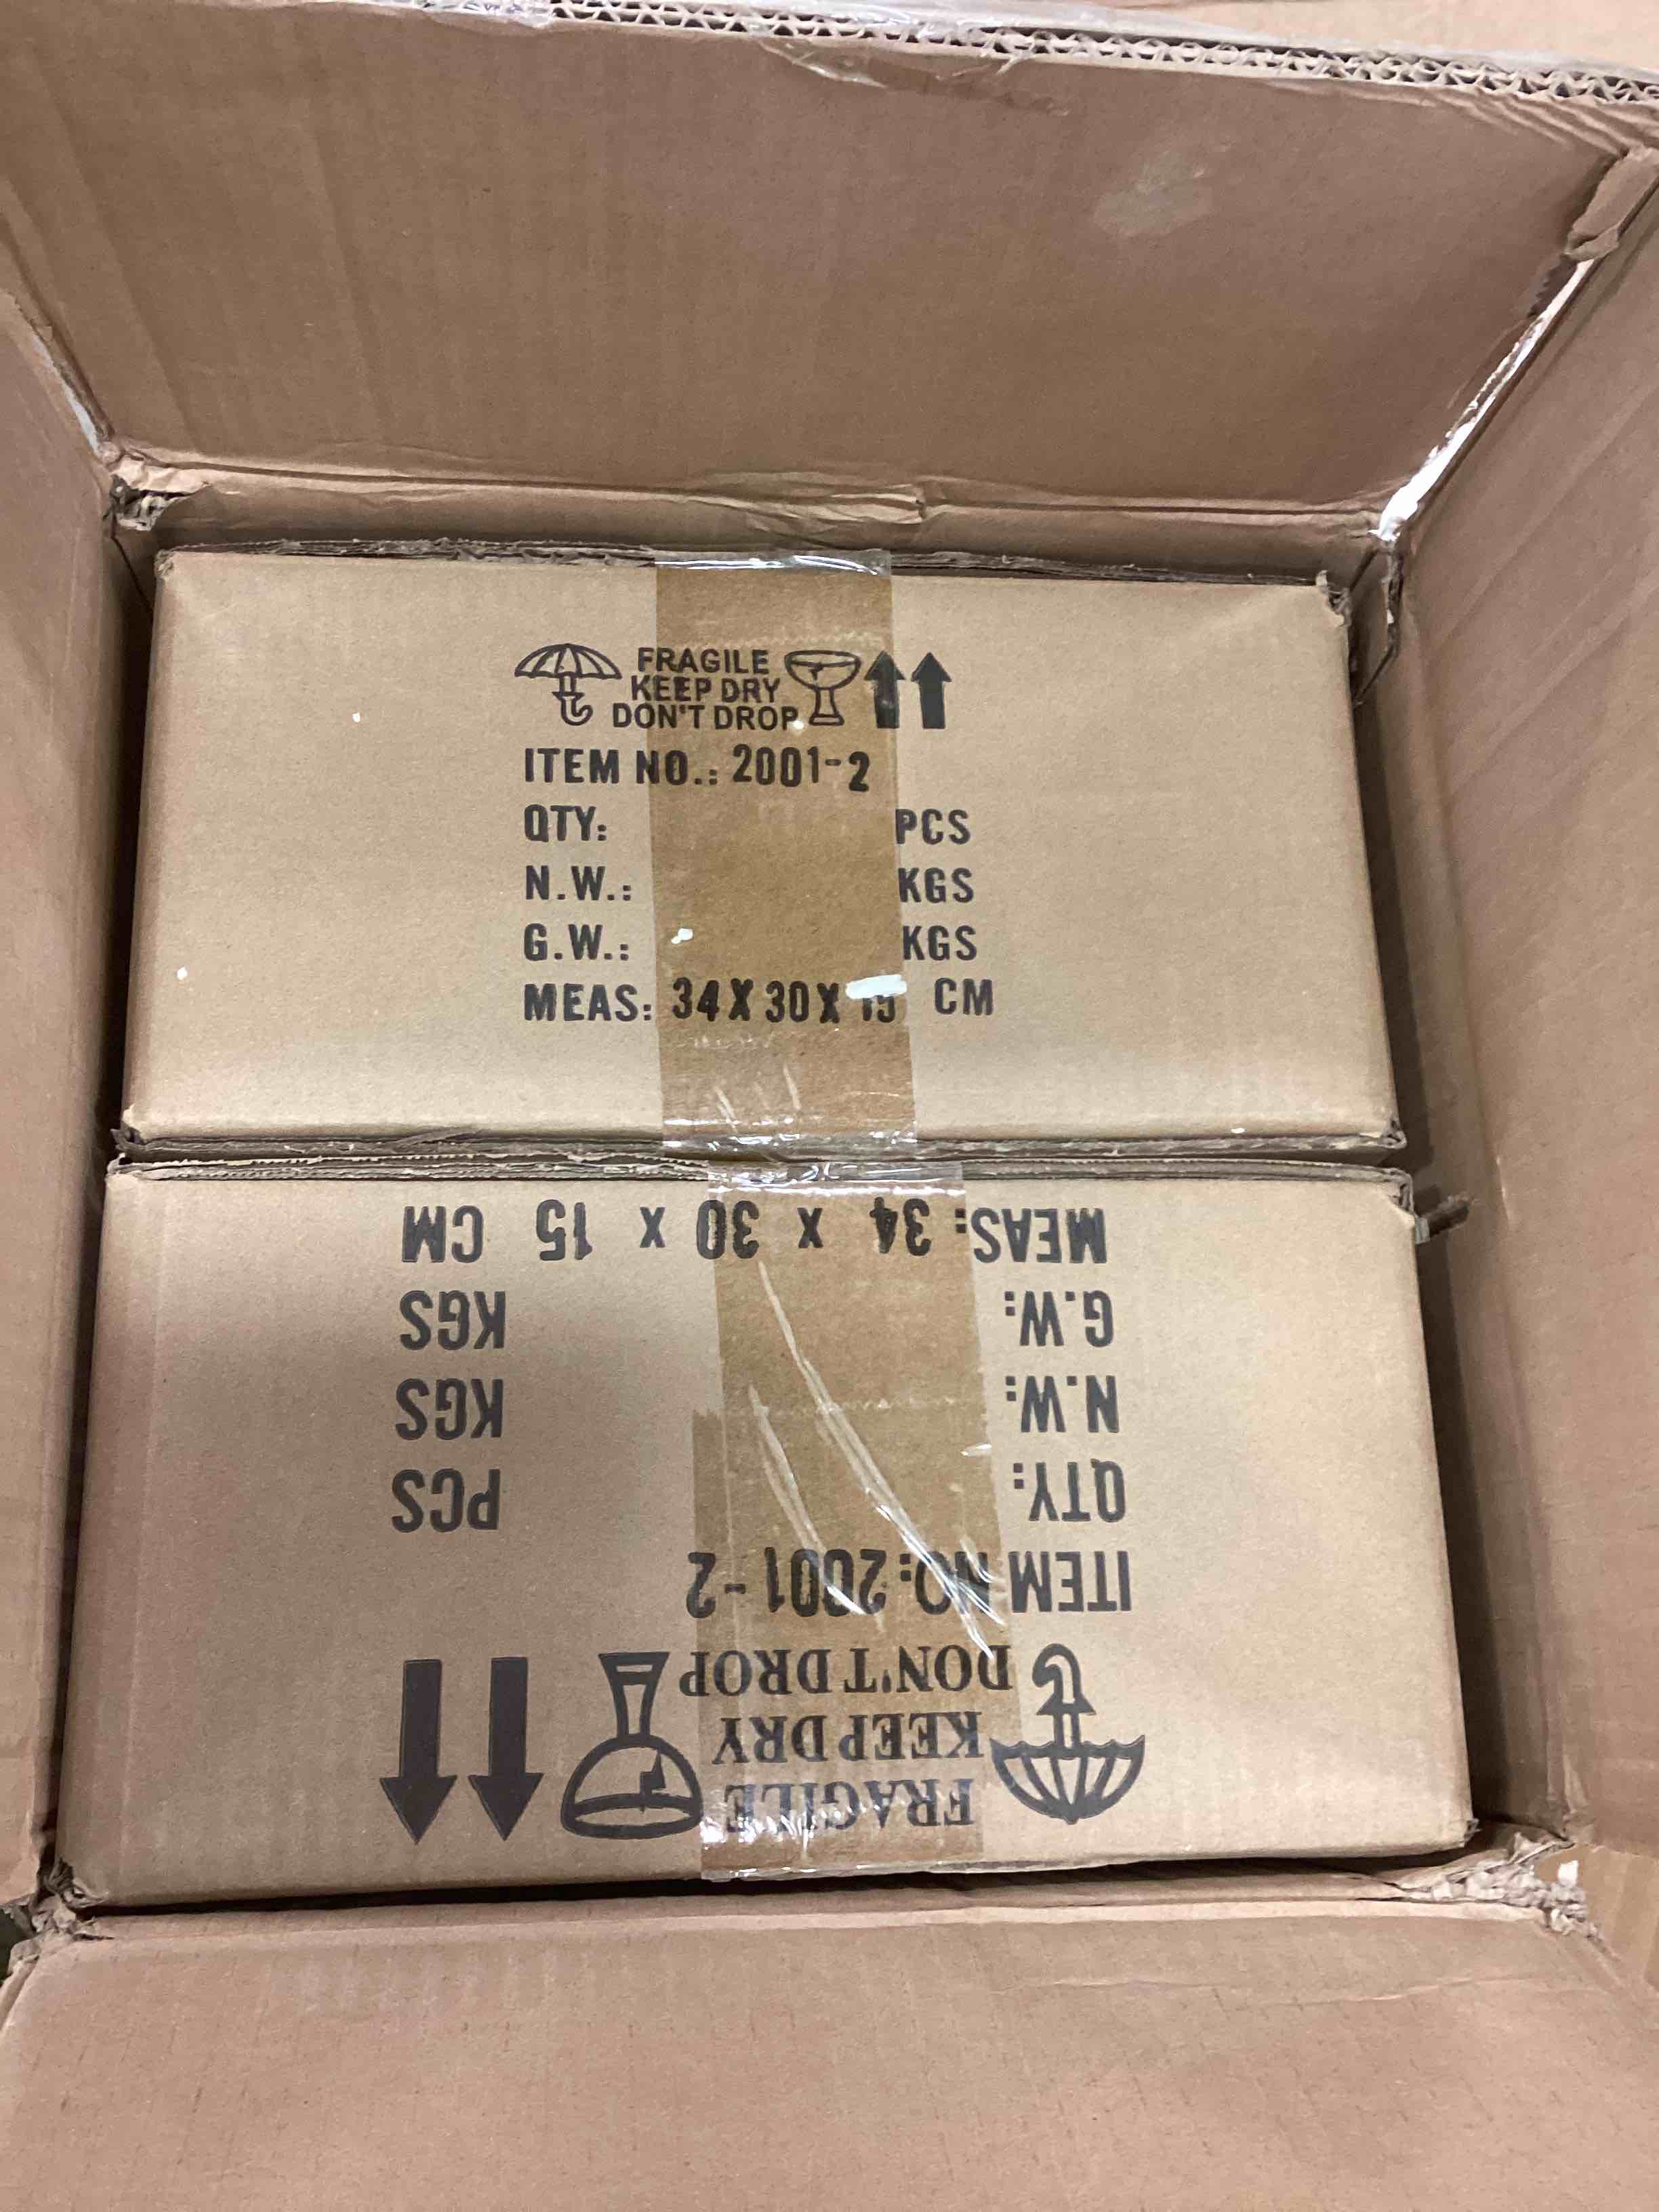 FRAGILE
KEEP DRY
DON'T DROP
ITEM NO.: 2001-2
QTY: PCS
N.W.: KGS
G.W.: KGS
MEAS: 34 X 30 X 15 CM
FRAGILE
KEEP DRY
DON'T DROP
ITEM NO: 2001-2
QTY: PCS
N.W: KGS
G.W: KGS
MEAS: 34 x 30 x 15 CM